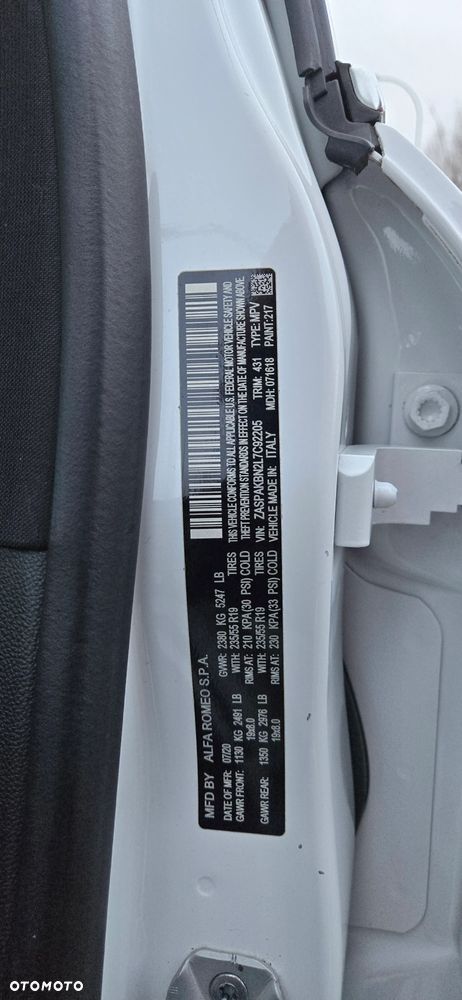 MFD BY ALFA ROMEO S.P.A.
DATE OF MFR: 07/20 GVWR: 2380 KG 5247 LB
GAWR FRONT: 1130 KG 2491 LB WITH: 235/55 R19 TIRES
19x8.0 RIMS AT: 210 KPA(30 PSI) COLD
GAWR REAR: 1350 KG 2976 LB WITH: 235/55 R19 TIRES
19x8.0 RIMS AT: 230 KPA(33 PSI) COLD
THIS VEHICLE CONFORMS TO ALL APPLICABLE U.S. FEDERAL MOTOR VEHICLE SAFETY AND
THEFT PREVENTION STANDARDS IN EFFECT ON THE DATE OF MANUFACTURE SHOWN ABOVE.
VIN: ZASPAKBN2L7C92205 TRIM: 431 TYPE: MPV
VEHICLE MADE IN: ITALY MDH: 071618 PAINT: 217
OTOMOTO